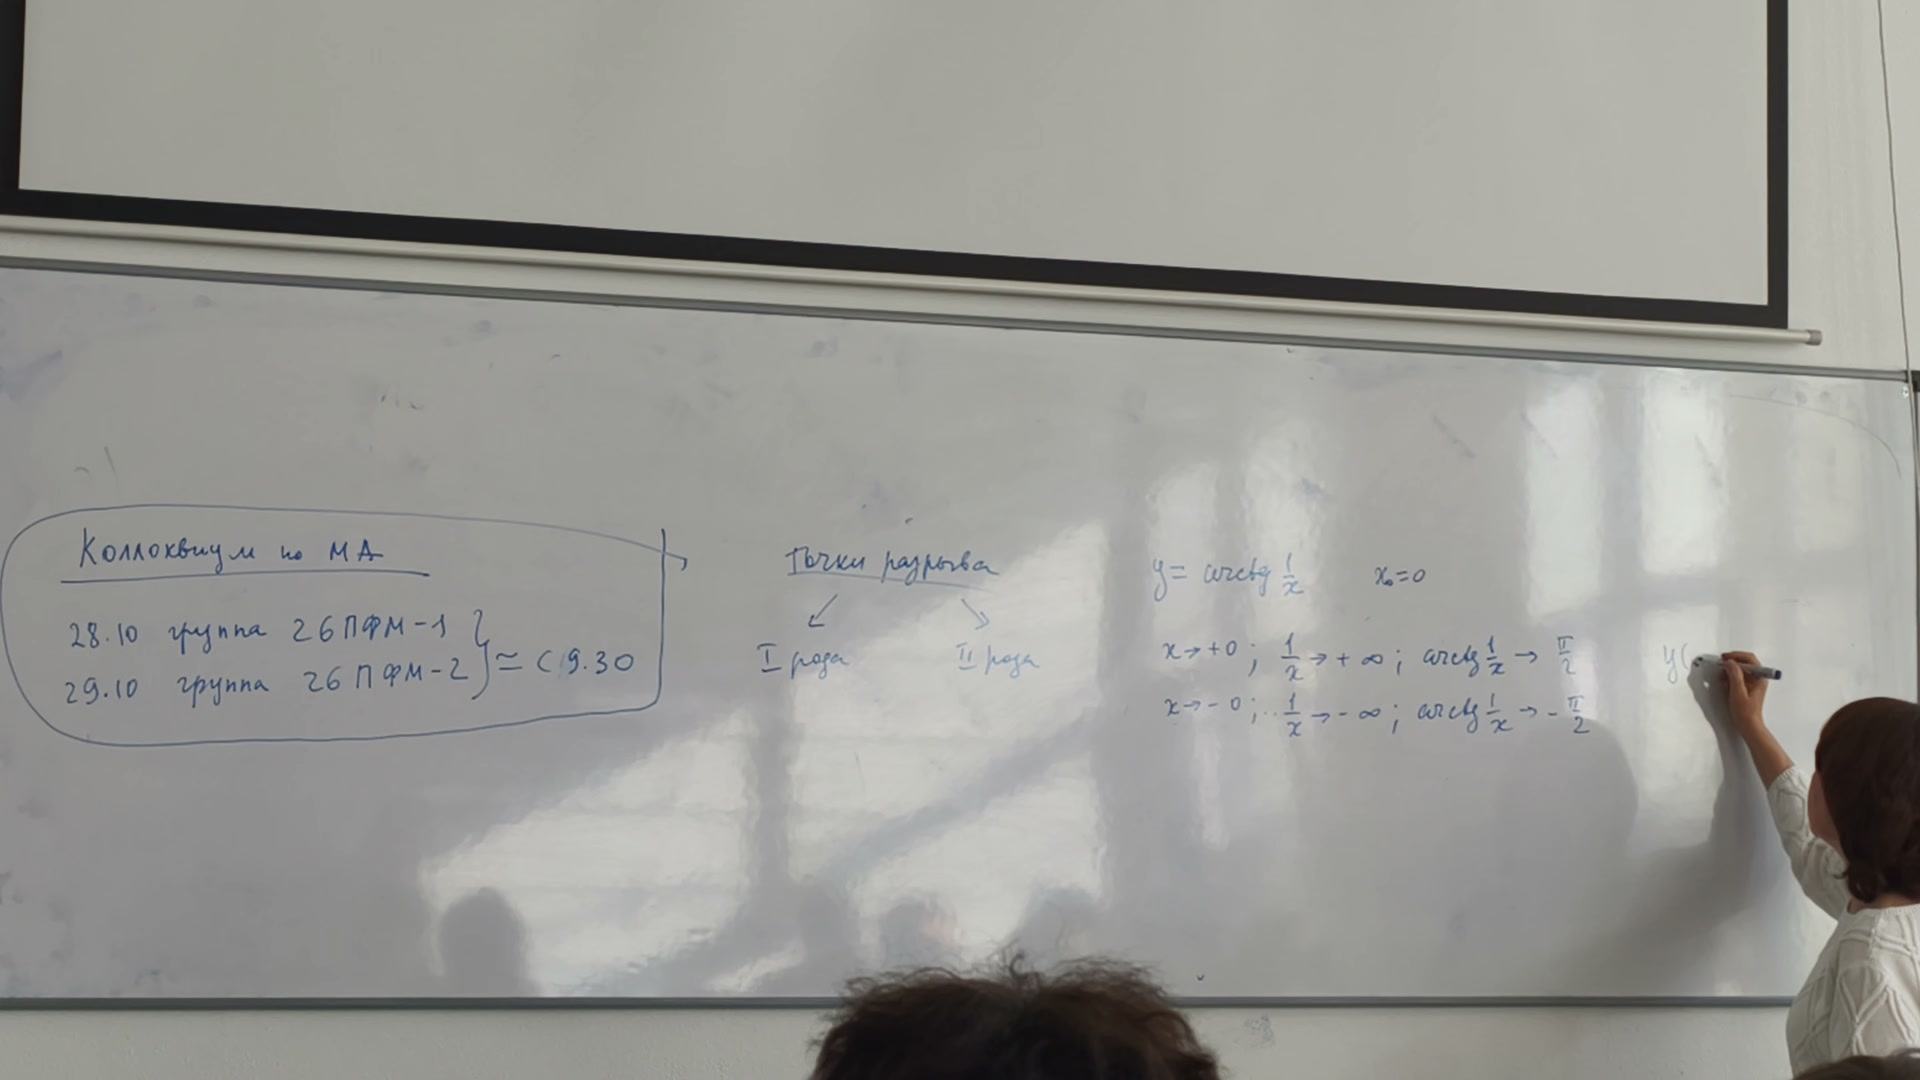 Коллоквиум по МА
28.10 группа 26ПФМ-1
29.10 группа 26ПФМ-2 } ≃ с 9.30
Точки разрыва
↙ ↘
I рода II рода
y = arctg 1/x x₀=0
x→+0; 1/x→+∞; arctg 1/x → π/2
x→-0; 1/x→-∞; arctg 1/x → -π/2
y(